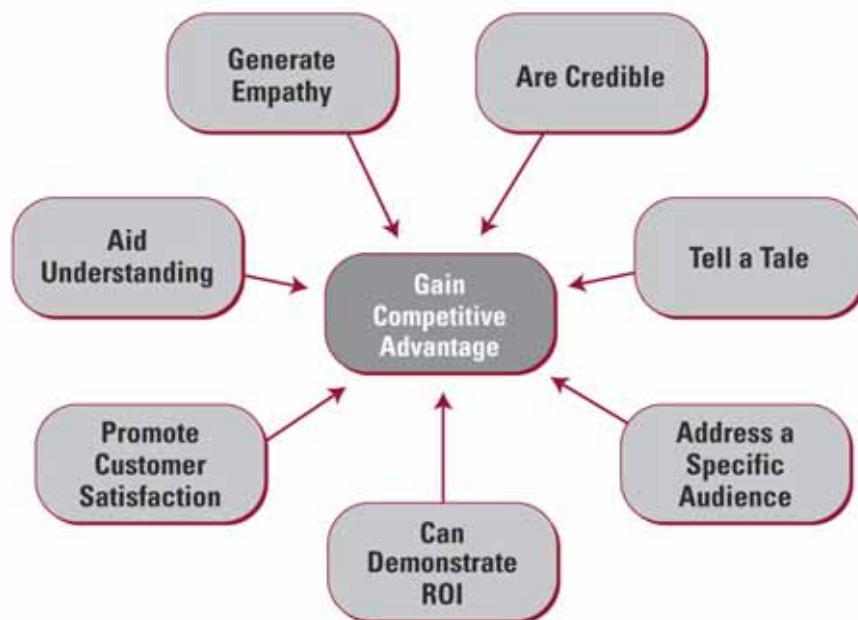 Generate
Empathy
Are Credible
Aid
Understanding
Tell a Tale
Gain
Competitive
Advantage
Promote
Customer
Satisfaction
Address a
Specific
Audience
Can
Demonstrate
ROI